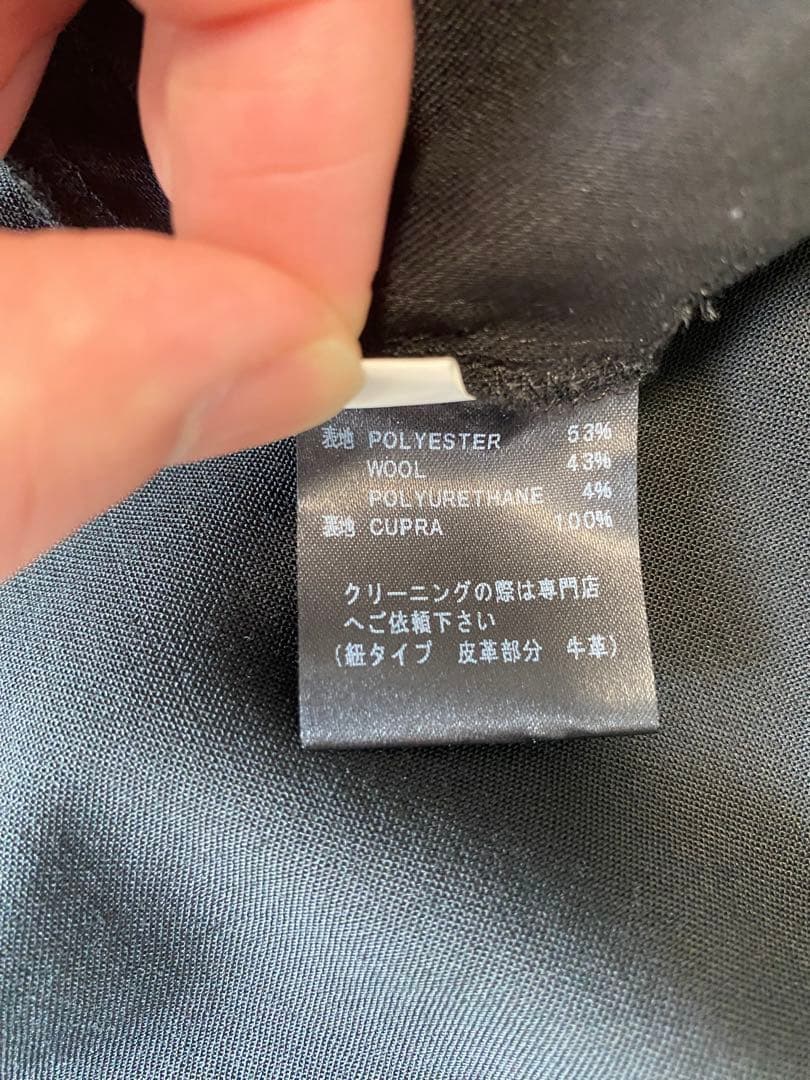 表地 POLYESTER 53%
WOOL 43%
POLYURETHANE 4%
裏地 CUPRA 100%
クリーニングの際は専門店
へご依頼下さい
(紐タイプ 皮革部分 牛革)